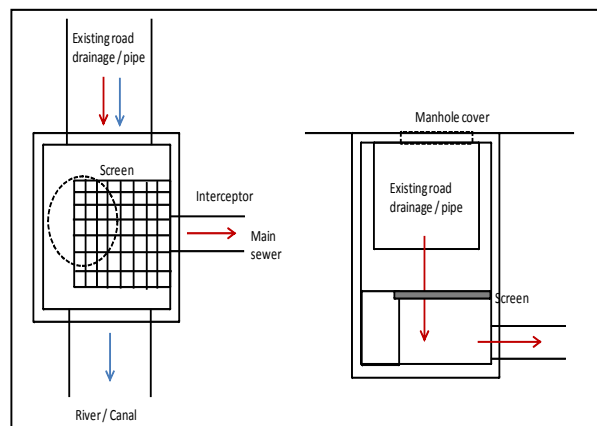 Existing road
drainage / pipe
Screen
Interceptor
Main
sewer
River / Canal
Manhole cover
Existing road
drainage / pipe
Screen